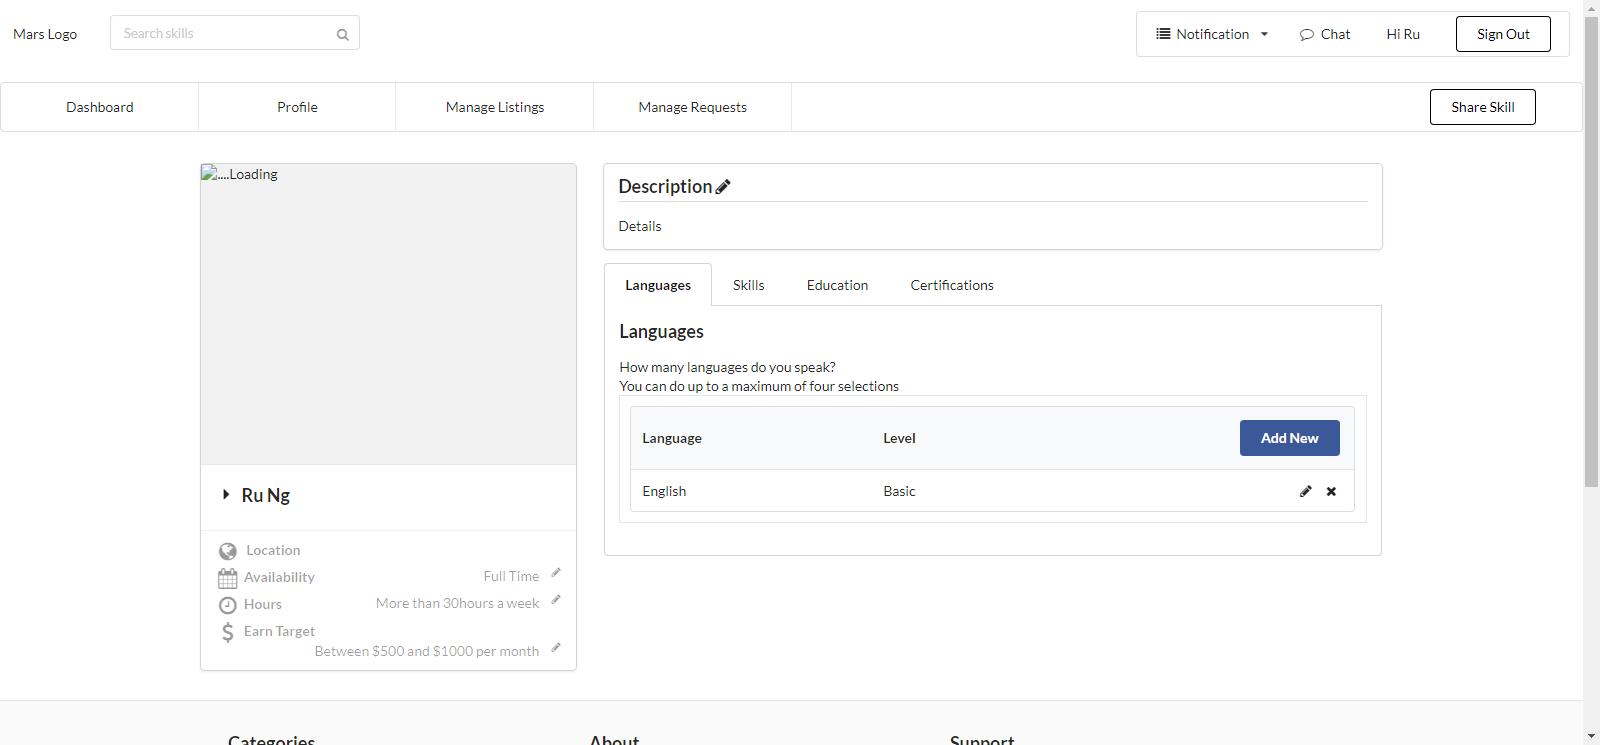 Mars Logo
Search skills
Notification
Chat
Hi Ru
Sign Out
Dashboard
Profile
Manage Listings
Manage Requests
Share Skill
....Loading
Description
Details
Languages
Skills
Education
Certifications
Languages
How many languages do you speak?
You can do up to a maximum of four selections
Language
Level
Add New
English
Basic
Ru Ng
Location
Availability
Full Time
Hours
More than 30hours a week
Earn Target
Between $500 and $1000 per month
Categories
About
Support